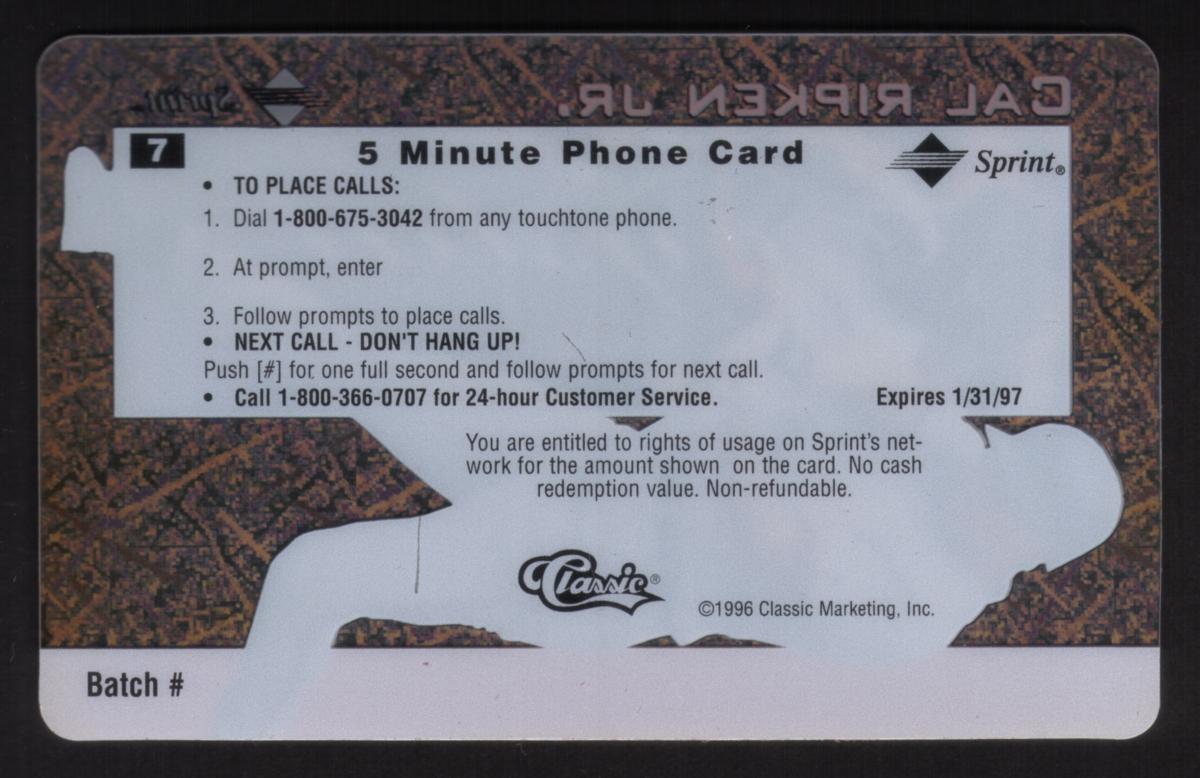 Sprint CAL RIPKEN JR.
7 5 Minute Phone Card Sprint®
• TO PLACE CALLS:
1. Dial 1-800-675-3042 from any touchtone phone.
2. At prompt, enter
3. Follow prompts to place calls.
• NEXT CALL - DON'T HANG UP!
Push [#] for one full second and follow prompts for next call.
• Call 1-800-366-0707 for 24-hour Customer Service. Expires 1/31/97
You are entitled to rights of usage on Sprint's net-
work for the amount shown on the card. No cash
redemption value. Non-refundable.
Classic®
©1996 Classic Marketing, Inc.
Batch #